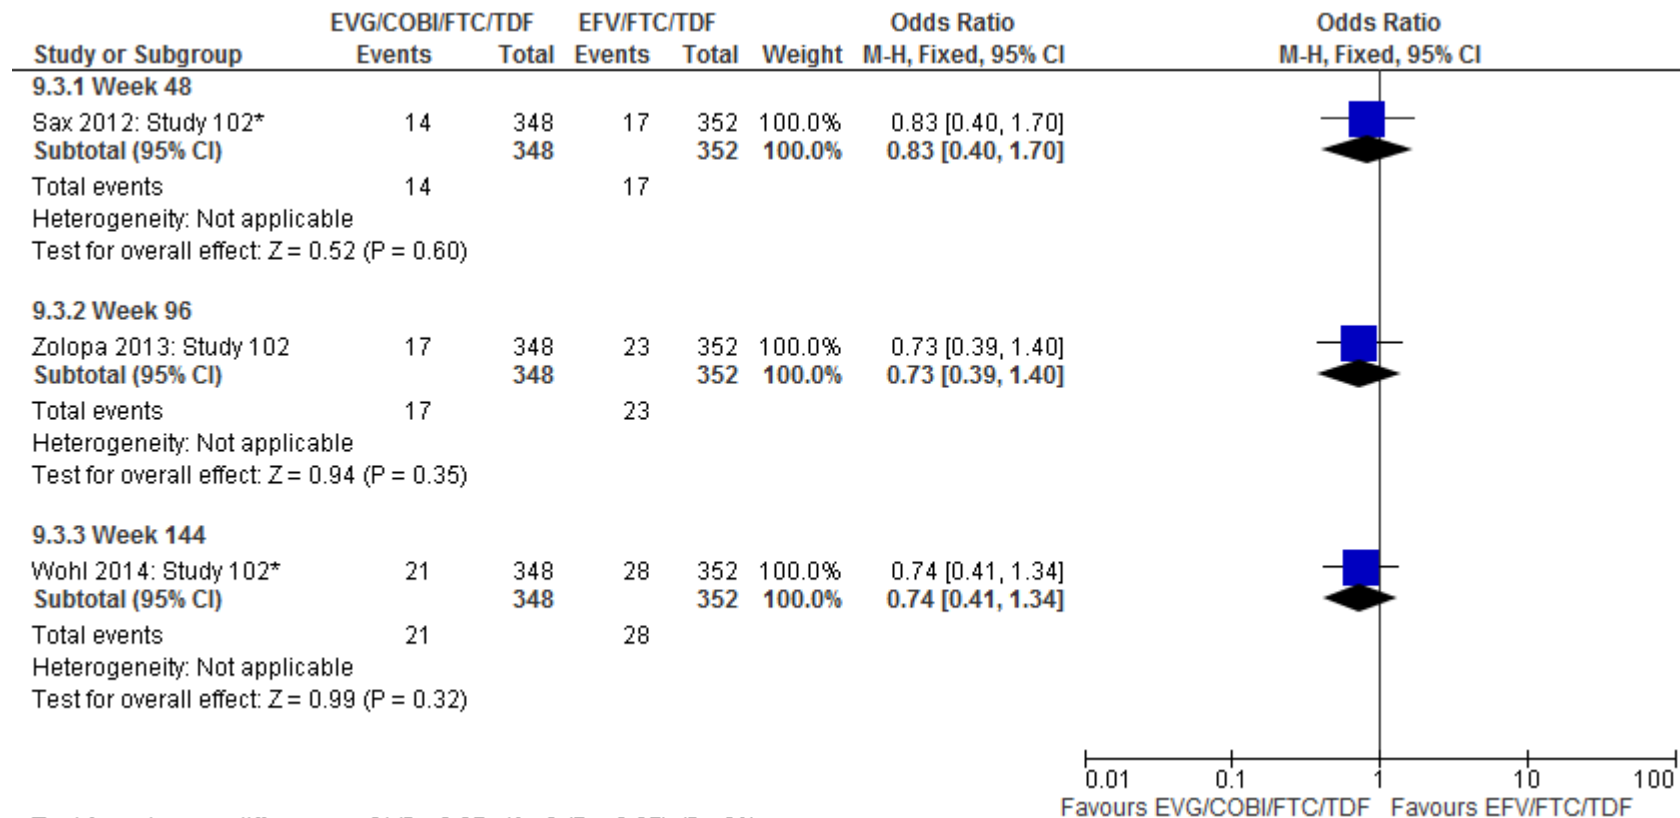 EVG/COBI/FTC/TDF EFV/FTC/TDF Odds Ratio Odds Ratio
Study or Subgroup Events Total Events Total Weight M-H, Fixed, 95% CI M-H, Fixed, 95% CI
9.3.1 Week 48
Sax 2012: Study 102* 14 348 17 352 100.0% 0.83 [0.40, 1.70]
Subtotal (95% CI) 348 352 100.0% 0.83 [0.40, 1.70]
Total events 14 17
Heterogeneity: Not applicable
Test for overall effect: Z = 0.52 (P = 0.60)
9.3.2 Week 96
Zolopa 2013: Study 102 17 348 23 352 100.0% 0.73 [0.39, 1.40]
Subtotal (95% CI) 348 352 100.0% 0.73 [0.39, 1.40]
Total events 17 23
Heterogeneity: Not applicable
Test for overall effect: Z = 0.94 (P = 0.35)
9.3.3 Week 144
Wohl 2014: Study 102* 21 348 28 352 100.0% 0.74 [0.41, 1.34]
Subtotal (95% CI) 348 352 100.0% 0.74 [0.41, 1.34]
Total events 21 28
Heterogeneity: Not applicable
Test for overall effect: Z = 0.99 (P = 0.32)
0.01 0.1 1 10 100
Favours EVG/COBI/FTC/TDF Favours EFV/FTC/TDF